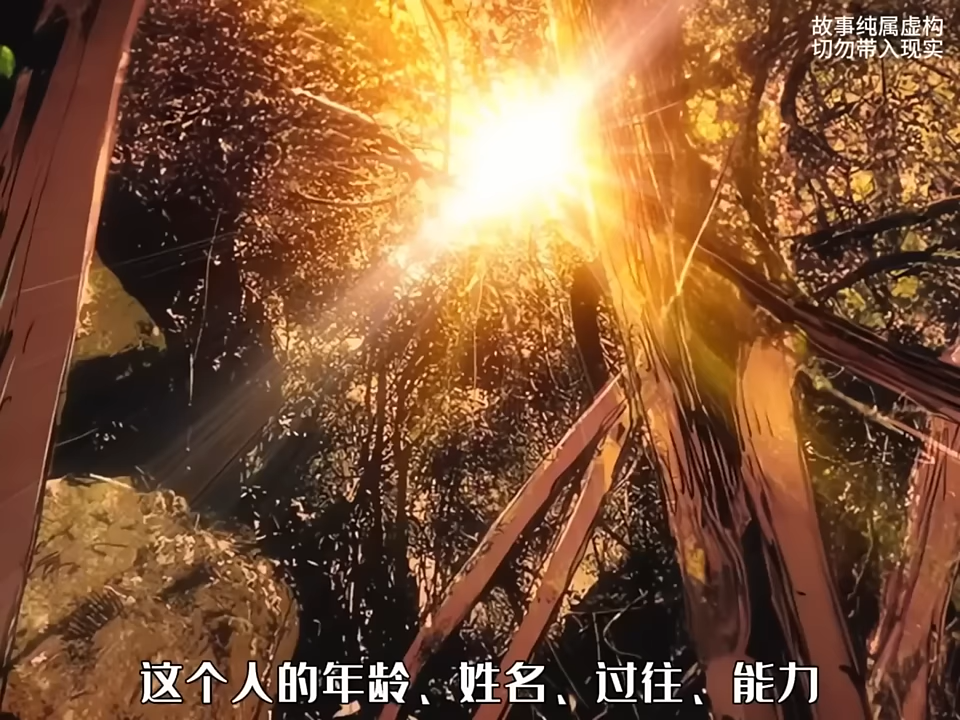 故事纯属虚构
切勿带入现实
这个人的年龄、姓名、过往、能力